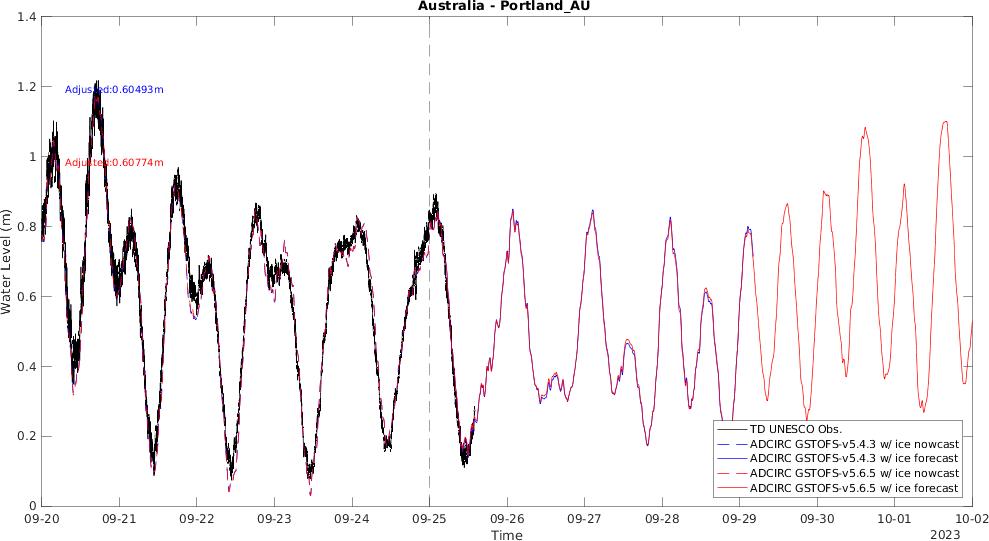 Australia - Portland_AU
1.4
1.2
1
0.8
0.6
0.4
0.2
0
Water Level (m)
Adjusted:0.60493m
Adjusted:0.60774m
TD UNESCO Obs.
ADCIRC GSTOFS-v5.4.3 w/ ice nowcast
ADCIRC GSTOFS-v5.4.3 w/ ice forecast
ADCIRC GSTOFS-v5.6.5 w/ ice nowcast
ADCIRC GSTOFS-v5.6.5 w/ ice forecast
09-20 09-21 09-22 09-23 09-24 09-25 09-26 09-27 09-28 09-29 09-30 10-01 10-02
Time
2023